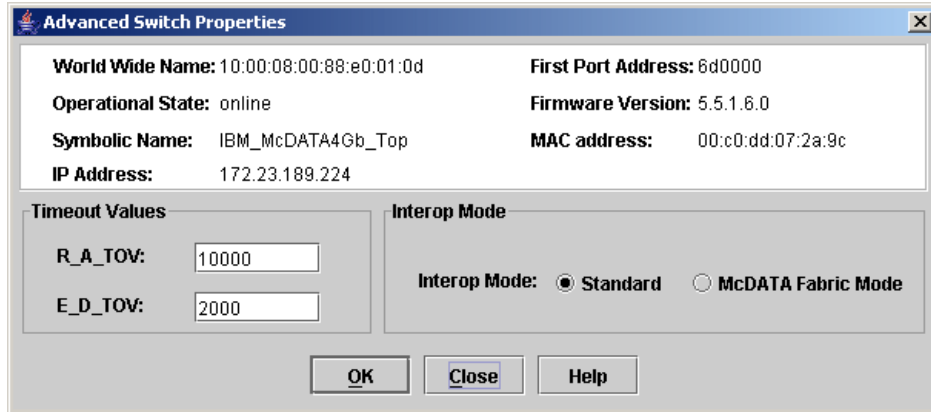 Advanced Switch Properties
World Wide Name: 10:00:08:00:88:e0:01:0d First Port Address: 6d0000
Operational State: online Firmware Version: 5.5.1.6.0
Symbolic Name: IBM_McDATA4Gb_Top MAC address: 00:c0:dd:07:2a:9c
IP Address: 172.23.189.224
Timeout Values
R_A_TOV: 10000
E_D_TOV: 2000
Interop Mode
Interop Mode: Standard McDATA Fabric Mode
OK Close Help